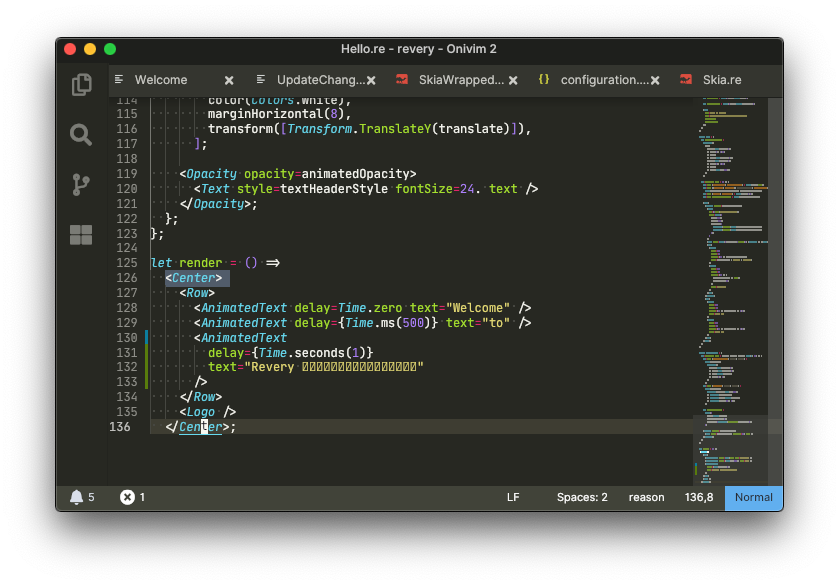 Hello.re - revery - Onivim 2
Welcome × UpdateChang...× SkiaWrapped...× {} configuration....× Skia.re
114 color(Colors.white),
115 marginHorizontal(8),
116 transform([Transform.TranslateY(translate)]),
117 ];
118
119 <Opacity opacity=animatedOpacity>
120 <Text style=textHeaderStyle fontSize=24. text />
121 </Opacity>;
122 };
123 };
124
125 let render = () =>
126 <Center>
127 <Row>
128 <AnimatedText delay=Time.zero text="Welcome" />
129 <AnimatedText delay={Time.ms(500)} text="to" />
130 <AnimatedText
131 delay={Time.seconds(1)}
132 text="Revery "
133 />
134 </Row>
135 <Logo />
136 </Center>;
5 1 LF Spaces: 2 reason 136,8 Normal